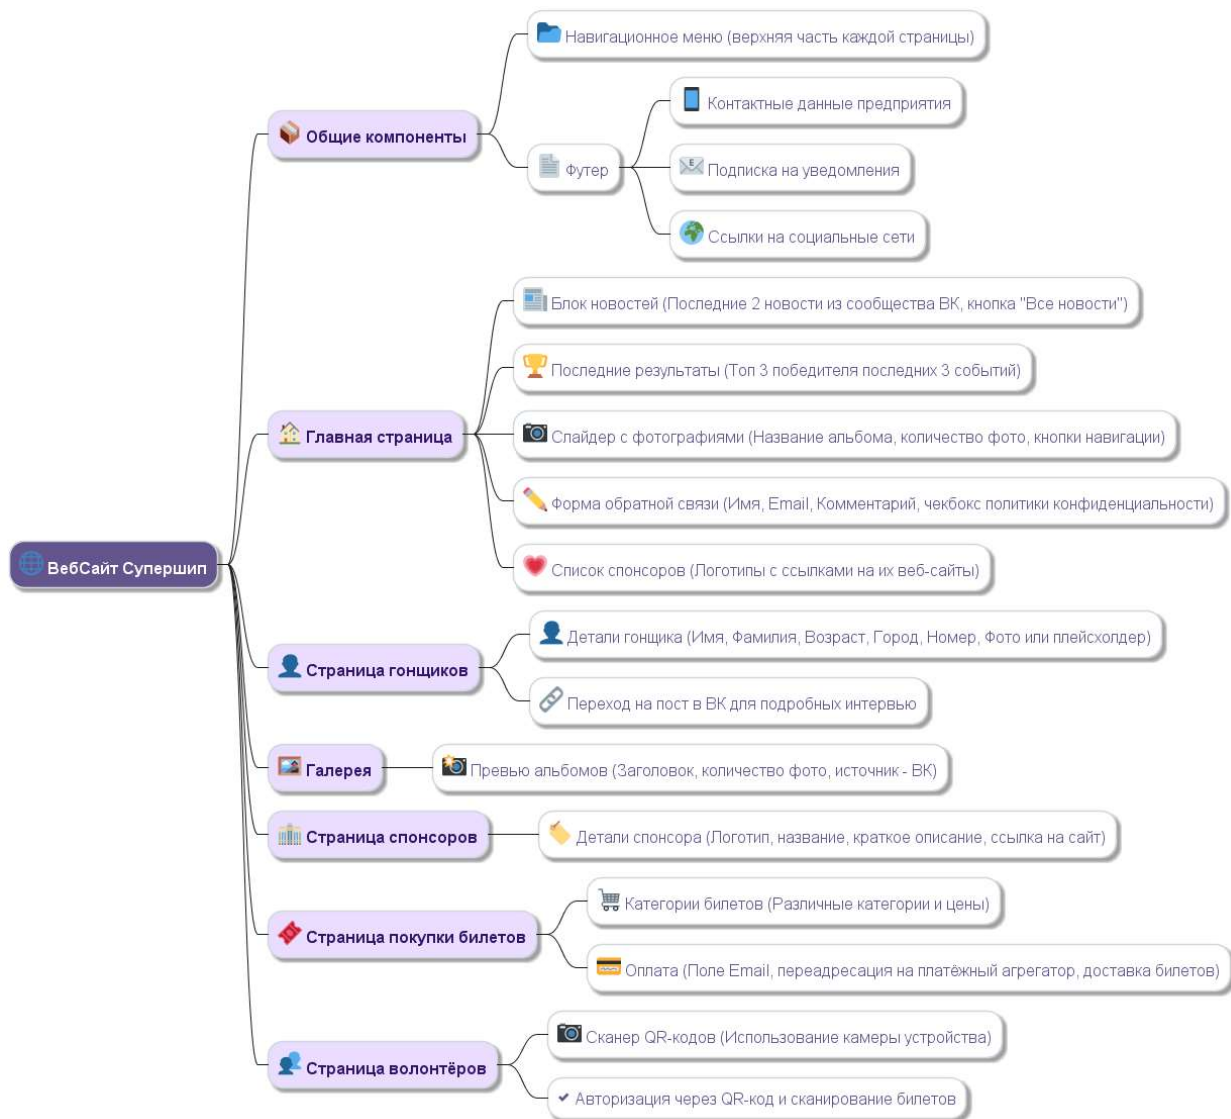 ВебСайт Супершип
Общие компоненты
Навигационное меню (верхняя часть каждой страницы)
Футер
Контактные данные предприятия
Подписка на уведомления
Ссылки на социальные сети
Главная страница
Блок новостей (Последние 2 новости из сообщества ВК, кнопка "Все новости")
Последние результаты (Топ 3 победителя последних 3 событий)
Слайдер с фотографиями (Название альбома, количество фото, кнопки навигации)
Форма обратной связи (Имя, Email, Комментарий, чекбокс политики конфиденциальности)
Список спонсоров (Логотипы с ссылками на их веб-сайты)
Страница гонщиков
Детали гонщика (Имя, Фамилия, Возраст, Город, Номер, Фото или плейсхолдер)
Переход на пост в ВК для подробных интервью
Галерея
Превью альбомов (Заголовок, количество фото, источник - ВК)
Страница спонсоров
Детали спонсора (Логотип, название, краткое описание, ссылка на сайт)
Страница покупки билетов
Категории билетов (Различные категории и цены)
Оплата (Поле Email, переадресация на платёжный агрегатор, доставка билетов)
Страница волонтёров
Сканер QR-кодов (Использование камеры устройства)
Авторизация через QR-код и сканирование билетов